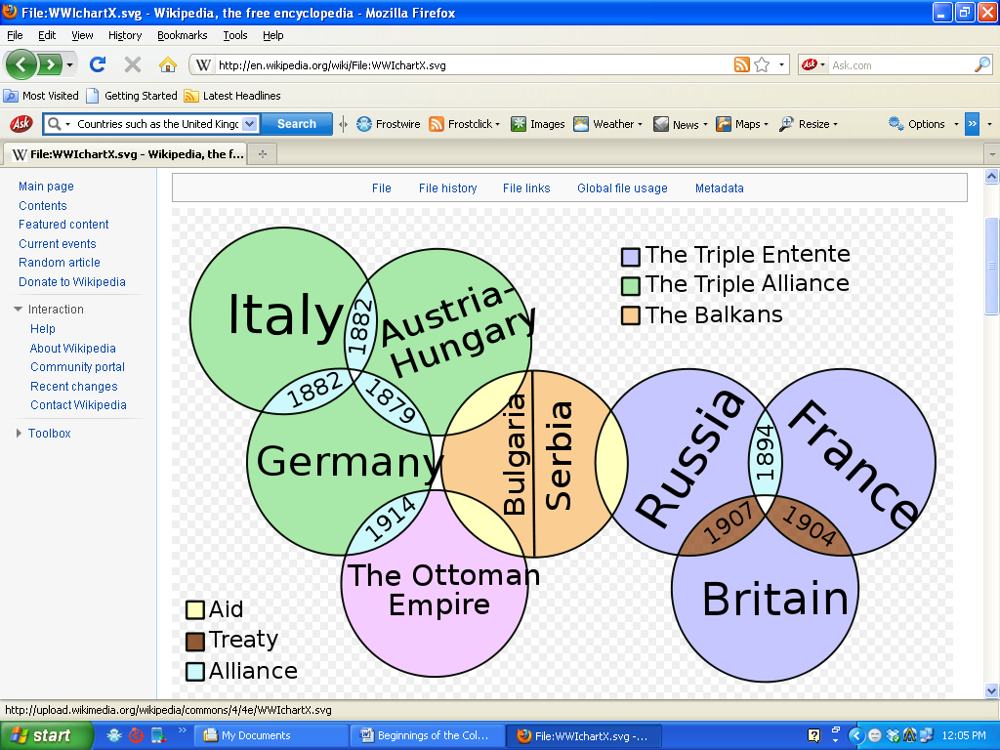 File:WWIchartX.svg - Wikipedia, the free encyclopedia - Mozilla Firefox
File Edit View History Bookmarks Tools Help
W http://en.wikipedia.org/wiki/File:WWIchartX.svg Ask Ask.com
Most Visited Getting Started Latest Headlines
Ask Countries such as the United Kingc Search Frostwire Frostclick Images Weather News Maps Resize Options »
W File:WWIchartX.svg - Wikipedia, the f...
Main page
Contents
Featured content
Current events
Random article
Donate to Wikipedia
Interaction
Help
About Wikipedia
Community portal
Recent changes
Contact Wikipedia
Toolbox
File File history File links Global file usage Metadata
The Triple Entente
The Triple Alliance
The Balkans
Italy
1882
Austria-
Hungary
1882
1879
Germany
Bulgaria
Serbia
Russia
1894
France
1914
1907
1904
The Ottoman
Empire
Britain
Aid
Treaty
Alliance
http://upload.wikimedia.org/wikipedia/commons/4/4e/WWIchartX.svg
start » My Documents Beginnings of the Col... File:WWIchartX.svg -... 12:05 PM